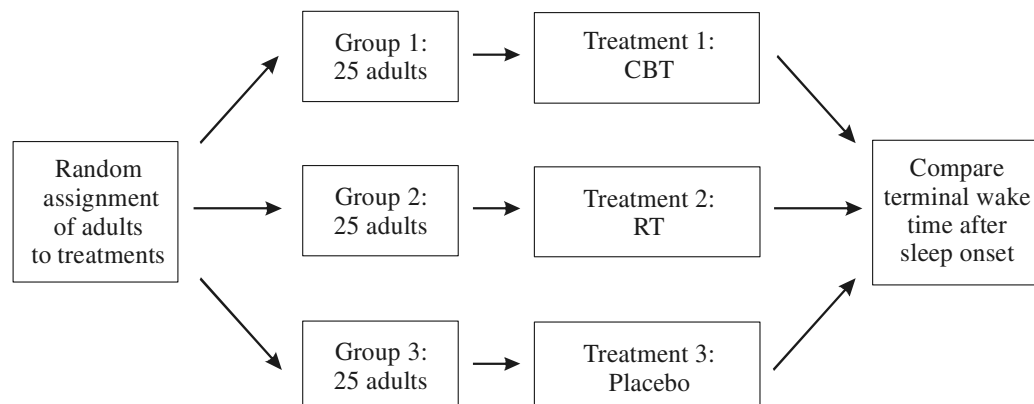 Random
assignment
of adults
to treatments
Group 1:
25 adults
Treatment 1:
CBT
Group 2:
25 adults
Treatment 2:
RT
Group 3:
25 adults
Treatment 3:
Placebo
Compare
terminal wake
time after
sleep onset